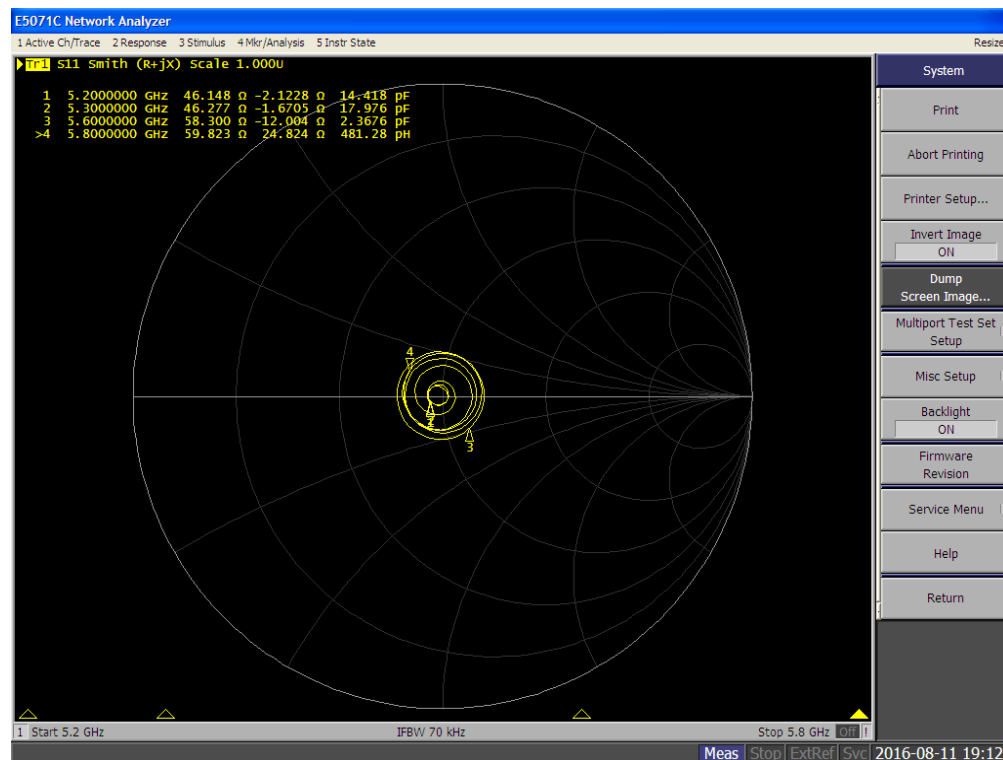 E5071C Network Analyzer
1 Active Ch/Trace 2 Response 3 Stimulus 4 Mkr/Analysis 5 Instr State
Resize
Tr1 S11 Smith (R+jX) Scale 1.000U
1 5.2000000 GHz 46.148 Ω -2.1228 Ω 14.418 pF
2 5.3000000 GHz 46.277 Ω -1.6705 Ω 17.976 pF
3 5.6000000 GHz 58.300 Ω -12.004 Ω 2.3676 pF
>4 5.8000000 GHz 59.823 Ω 24.824 Ω 481.28 pH
4
2
3
System
Print
Abort Printing
Printer Setup...
Invert Image
ON
Dump
Screen Image...
Multiport Test Set
Setup
Misc Setup
Backlight
ON
Firmware
Revision
Service Menu
Help
Return
1 Start 5.2 GHz
IFBW 70 kHz
Stop 5.8 GHz Off !
Meas Stop ExtRef Svc 2016-08-11 19:12